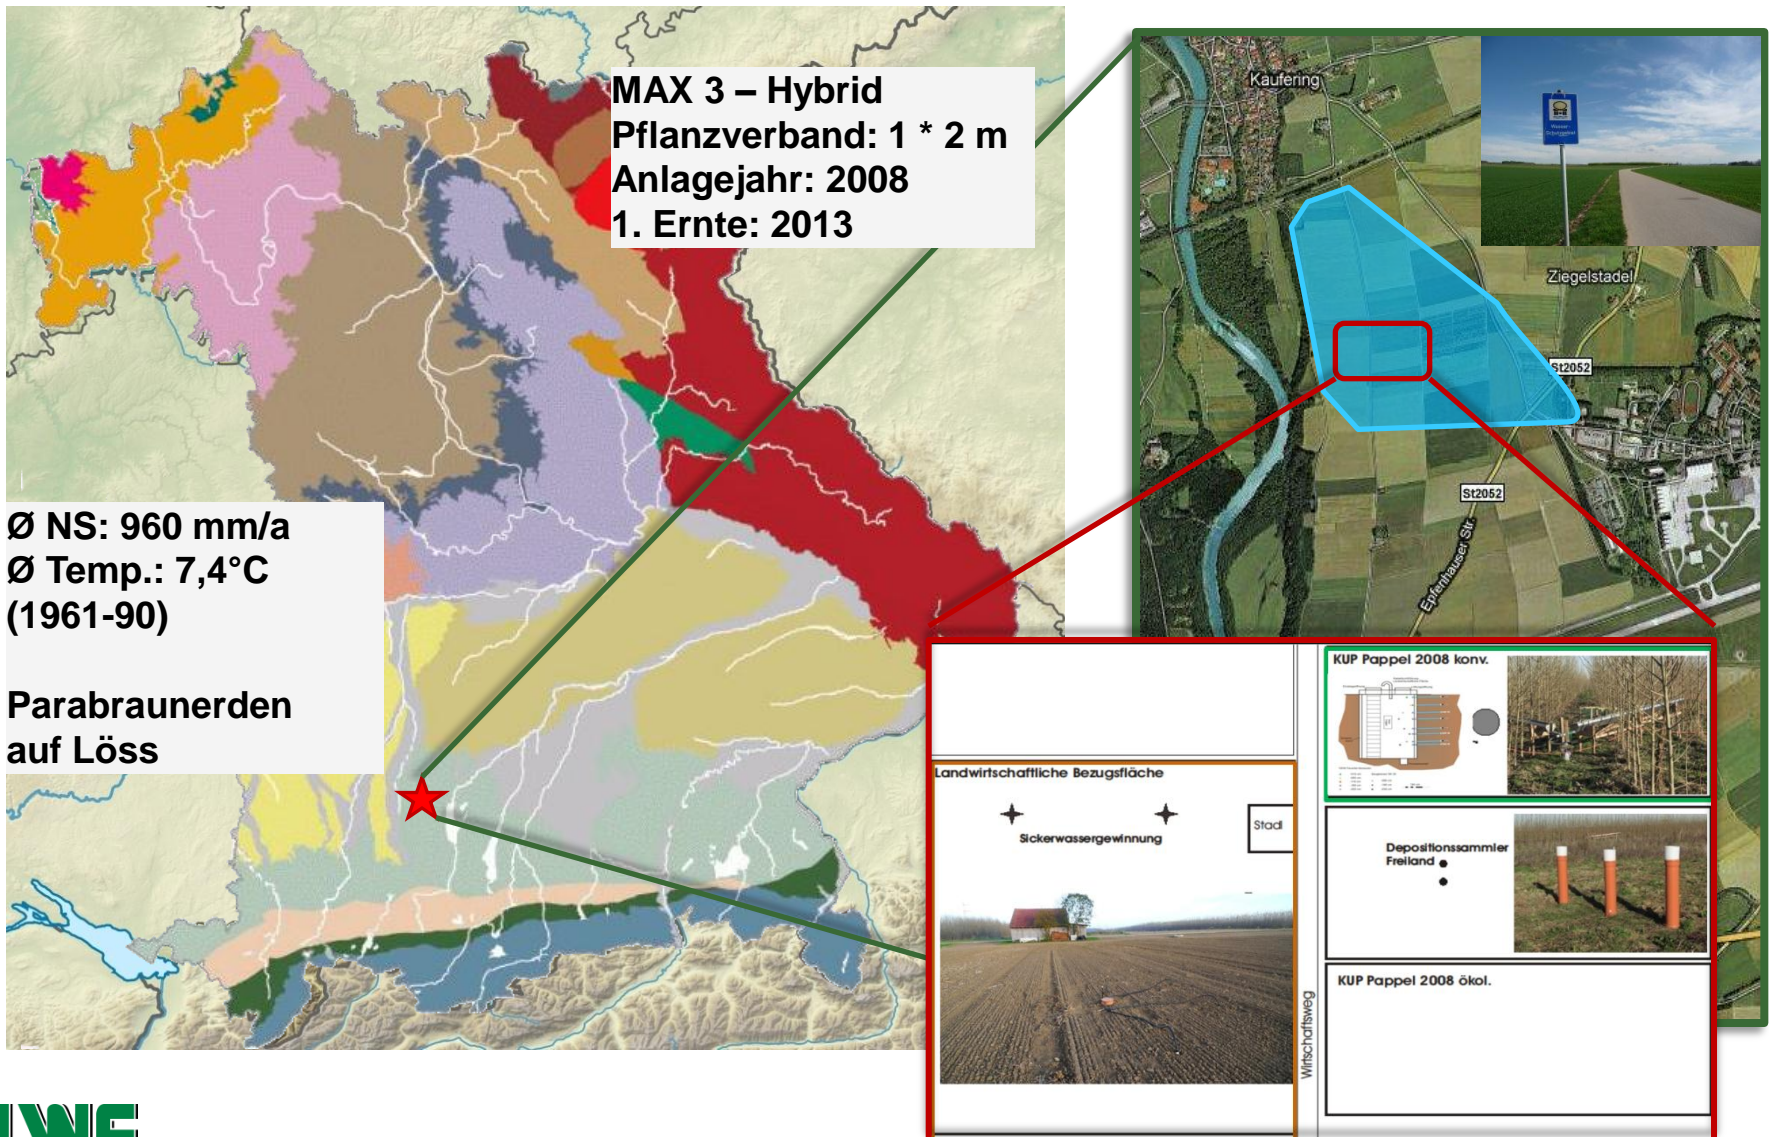 MAX 3 – Hybrid
Pflanzverband: 1 * 2 m
Anlagejahr: 2008
1. Ernte: 2013
Ø NS: 960 mm/a
Ø Temp.: 7,4°C
(1961-90)
Parabraunerden
auf Löss
Kaufering
Ziegelstadel
St2052
St2052
Epfenhauser Str.
KUP Pappel 2008 konv.
Landwirtschaftliche Bezugsfläche
Sickerwassergewinnung
Stadl
Depositionssammler
Freiland
KUP Pappel 2008 ökol.
Wirtschaftsweg